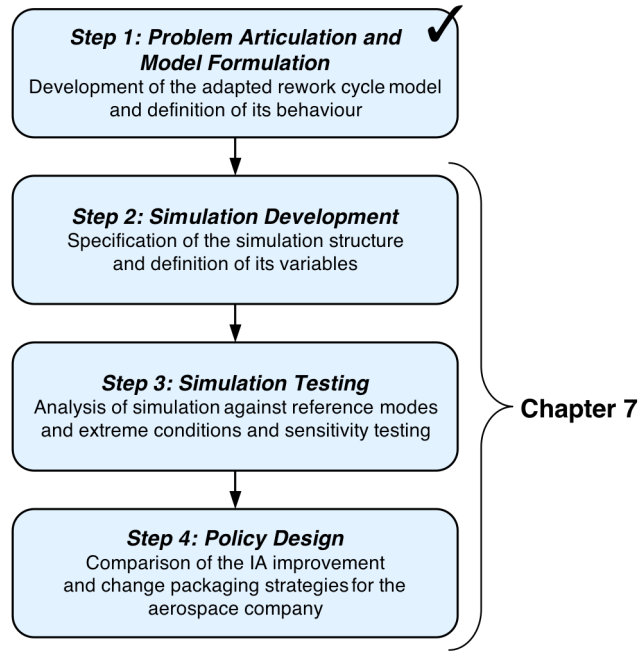 Step 1: Problem Articulation and
Model Formulation
Development of the adapted rework cycle model
and definition of its behaviour
Step 2: Simulation Development
Specification of the simulation structure
and definition of its variables
Step 3: Simulation Testing
Analysis of simulation against reference modes
and extreme conditions and sensitivity testing
Chapter 7
Step 4: Policy Design
Comparison of the IA improvement
and change packaging strategies for the
aerospace company